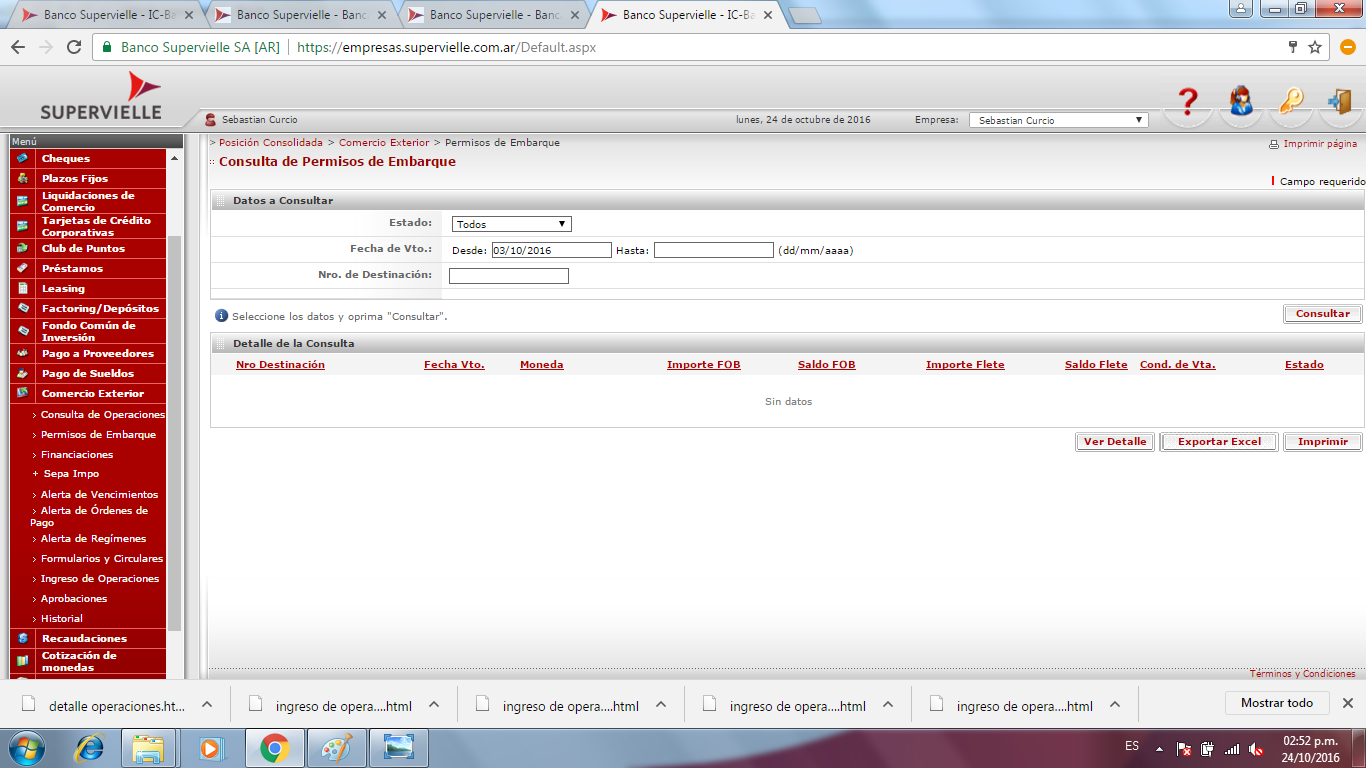 Banco Supervielle - IC-Ba
Banco Supervielle - Banc
Banco Supervielle - Banc
Banco Supervielle - IC-Ba
Banco Supervielle SA [AR]
https://empresas.supervielle.com.ar/Default.aspx
SUPERVIELLE
Sebastian Curcio
lunes, 24 de octubre de 2016
Empresa:
Sebastian Curcio
Menú
Cheques
Plazos Fijos
Liquidaciones de
Comercio
Tarjetas de Crédito
Corporativas
Club de Puntos
Préstamos
Leasing
Factoring/Depósitos
Fondo Común de
Inversión
Pago a Proveedores
Pago de Sueldos
Comercio Exterior
> Consulta de Operaciones
> Permisos de Embarque
> Financiaciones
+ Sepa Impo
> Alerta de Vencimientos
> Alerta de Órdenes de
Pago
> Alerta de Regímenes
> Formularios y Circulares
> Ingreso de Operaciones
> Aprobaciones
> Historial
Recaudaciones
Cotización de
monedas
> Posición Consolidada > Comercio Exterior > Permisos de Embarque
Imprimir página
Consulta de Permisos de Embarque
Campo requerido
Datos a Consultar
Estado: Todos
Fecha de Vto.: Desde: 03/10/2016 Hasta: (dd/mm/aaaa)
Nro. de Destinación:
Seleccione los datos y oprima "Consultar".
Consultar
Detalle de la Consulta
Nro Destinación Fecha Vto. Moneda Importe FOB Saldo FOB Importe Flete Saldo Flete Cond. de Vta. Estado
Sin datos
Ver Detalle Exportar Excel Imprimir
Términos y Condiciones
detalle operaciones.ht...
ingreso de opera....html
ingreso de opera....html
ingreso de opera....html
ingreso de opera....html
Mostrar todo
ES
02:52 p.m.
24/10/2016